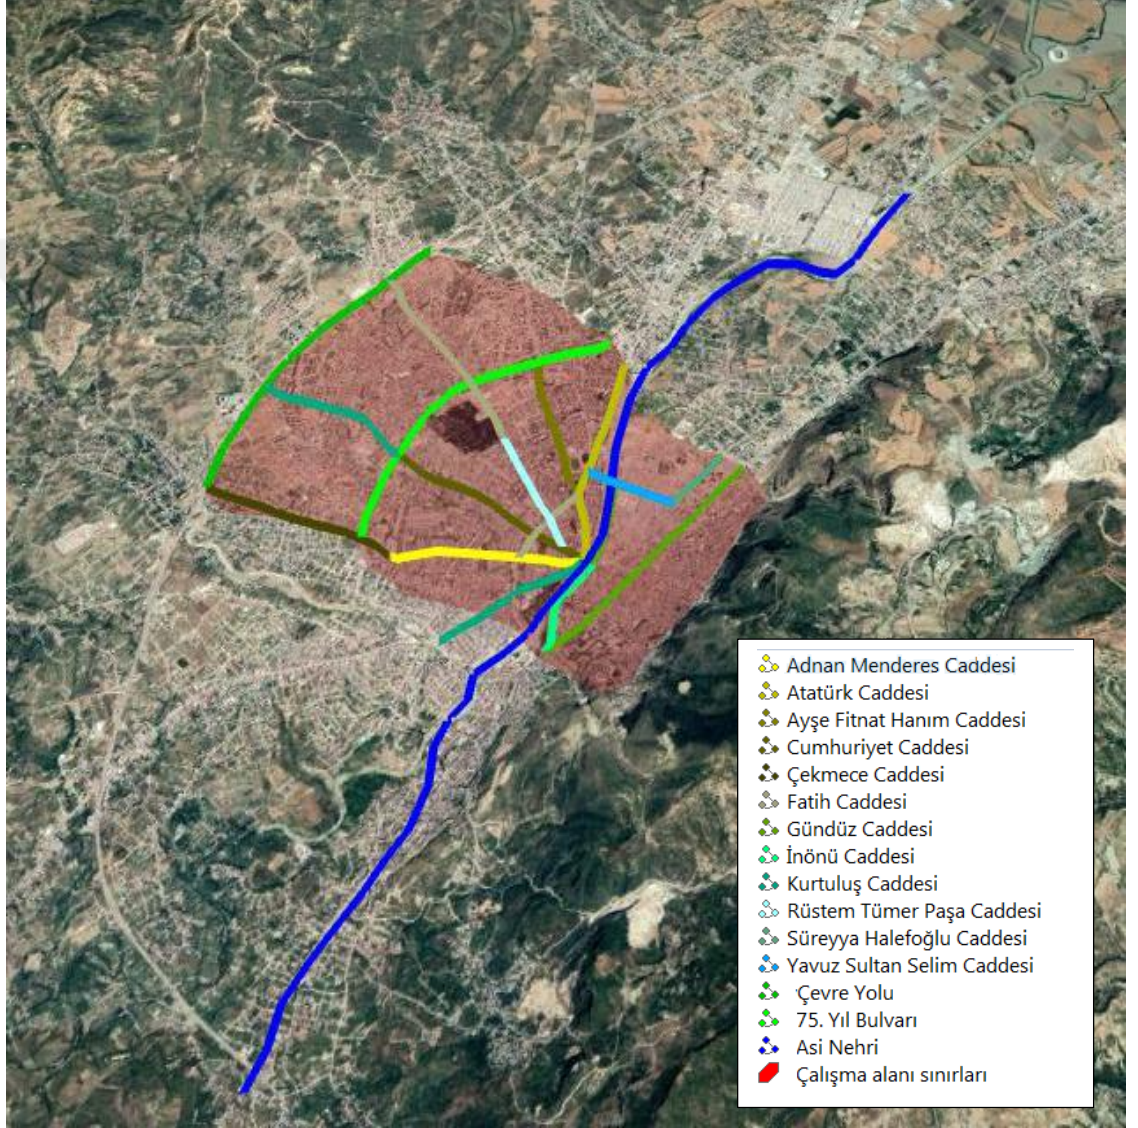 Adnan Menderes Caddesi
Atatürk Caddesi
Ayşe Fitnat Hanım Caddesi
Cumhuriyet Caddesi
Çekmece Caddesi
Fatih Caddesi
Gündüz Caddesi
İnönü Caddesi
Kurtuluş Caddesi
Rüstem Tümer Paşa Caddesi
Süreyya Halefoğlu Caddesi
Yavuz Sultan Selim Caddesi
Çevre Yolu
75. Yıl Bulvarı
Asi Nehri
Çalışma alanı sınırları